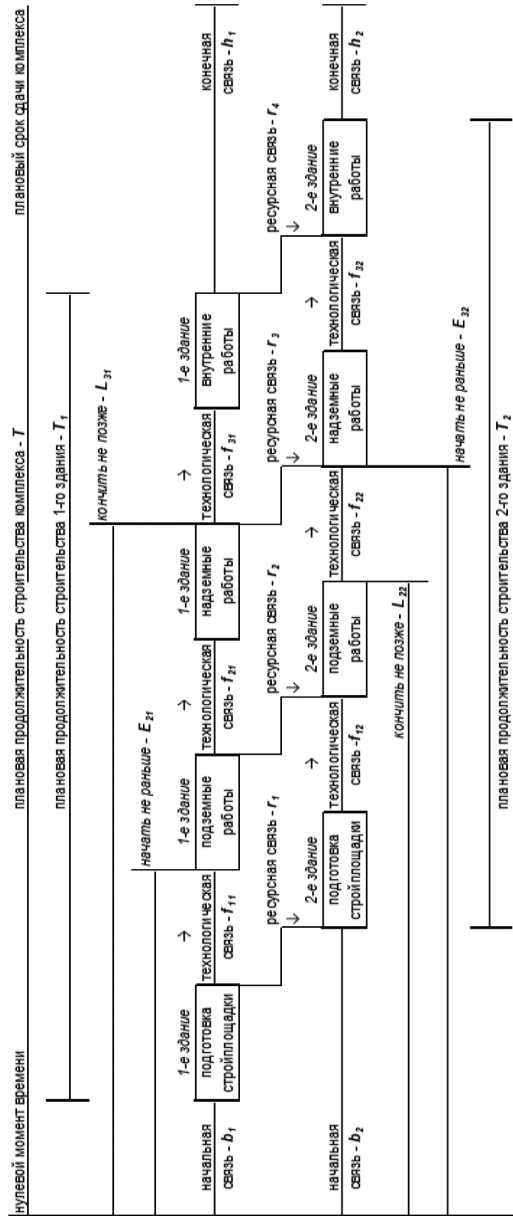 нулевой момент времени
плановая продолжительность строительства комплекса - T
плановый срок сдачи комплекса
плановая продолжительность строительства 1-го здания - T1
кончить не позже - L31
начать не раньше - E21
1-е здание
1-е здание
1-е здание
1-е здание
начальная
связь - b1
подготовка
стройплощадки
→
технологическая
связь - f11
подземные
работы
→
технологическая
связь - f21
надземные
работы
→
технологическая
связь - f31
внутренние
работы
конечная
связь - h1
ресурсная связь - r1
ресурсная связь - r2
ресурсная связь - r3
ресурсная связь - r4
↓
↓
↓
↓
2-е здание
2-е здание
2-е здание
2-е здание
начальная
связь - b2
подготовка
стройплощадки
→
технологическая
связь -f12
подземные
работы
→
технологическая
связь - f22
надземные
работы
→
технологическая
связь - f32
внутренние
работы
конечная
связь - h2
кончить не позже - L22
начать не раньше - E32
плановая продолжительность строительства 2-го здания - T2